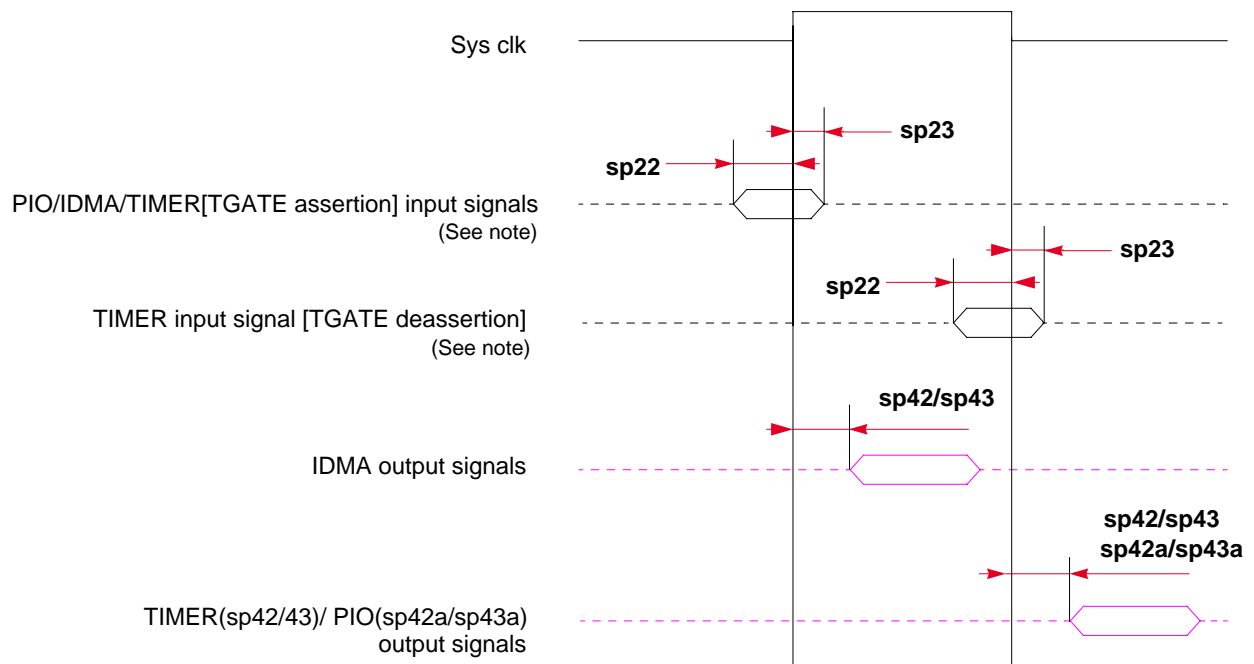 Sys clk
sp23
sp22
PIO/IDMA/TIMER[TGATE assertion] input signals
(See note)
sp23
sp22
TIMER input signal [TGATE deassertion]
(See note)
sp42/sp43
IDMA output signals
sp42/sp43
sp42a/sp43a
TIMER(sp42/43)/ PIO(sp42a/sp43a)
output signals